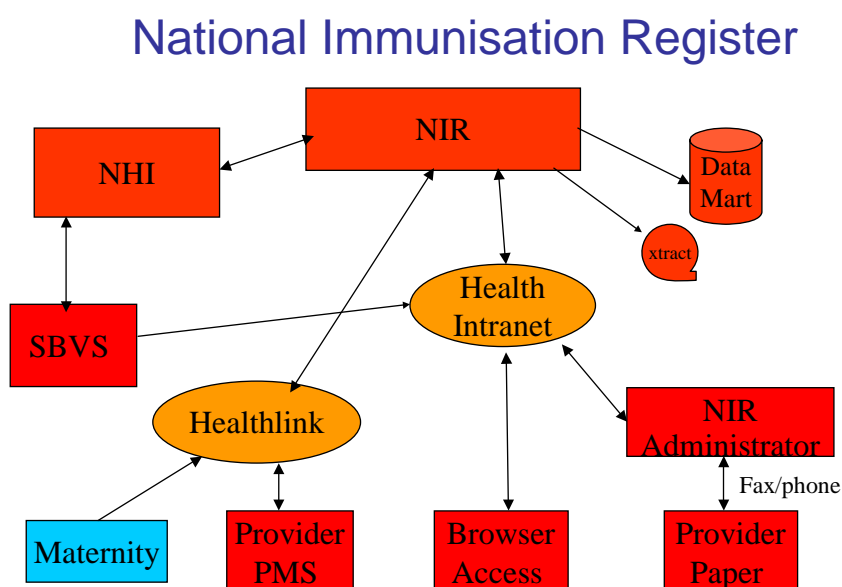 National Immunisation Register
NIR
NHI
Data
Mart
xtract
Health
Intranet
SBVS
Healthlink
NIR
Administrator
Fax/phone
Maternity
Provider
PMS
Browser
Access
Provider
Paper